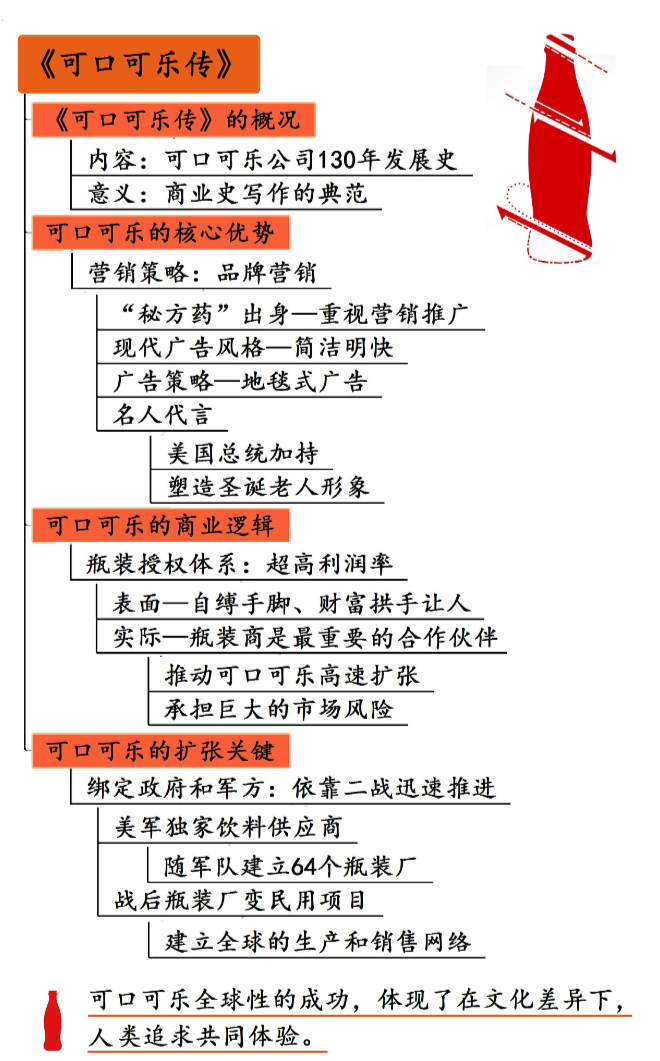 《可口可乐传》
《可口可乐传》的概况
内容：可口可乐公司130年发展史
意义：商业史写作的典范
可口可乐的核心优势
营销策略：品牌营销
“秘方药”出身—重视营销推广
现代广告风格—简洁明快
广告策略—地毯式广告
名人代言
美国总统加持
塑造圣诞老人形象
可口可乐的商业逻辑
瓶装授权体系：超高利润率
表面—自缚手脚、财富拱手让人
实际—瓶装商是最重要的合作伙伴
推动可口可乐高速扩张
承担巨大的市场风险
可口可乐的扩张关键
绑定政府和军方：依靠二战迅速推进
美军独家饮料供应商
随军队建立64个瓶装厂
战后瓶装厂变民用项目
建立全球的生产和销售网络
可口可乐全球性的成功，体现了在文化差异下，
人类追求共同体验。